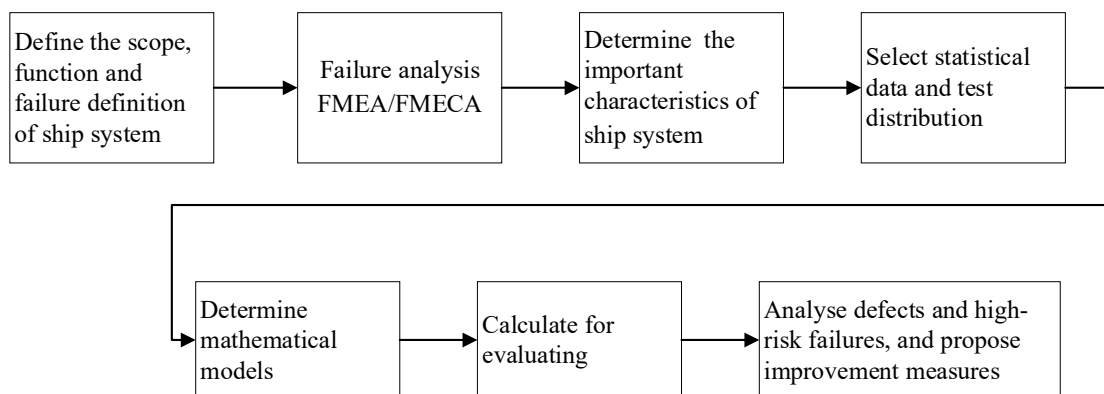 Define the scope,
function and
failure definition
of ship system
Failure analysis
FMEA/FMECA
Determine the
important
characteristics of
ship system
Select statistical
data and test
distribution
Determine
mathematical
models
Calculate for
evaluating
Analyse defects and high-
risk failures, and propose
improvement measures